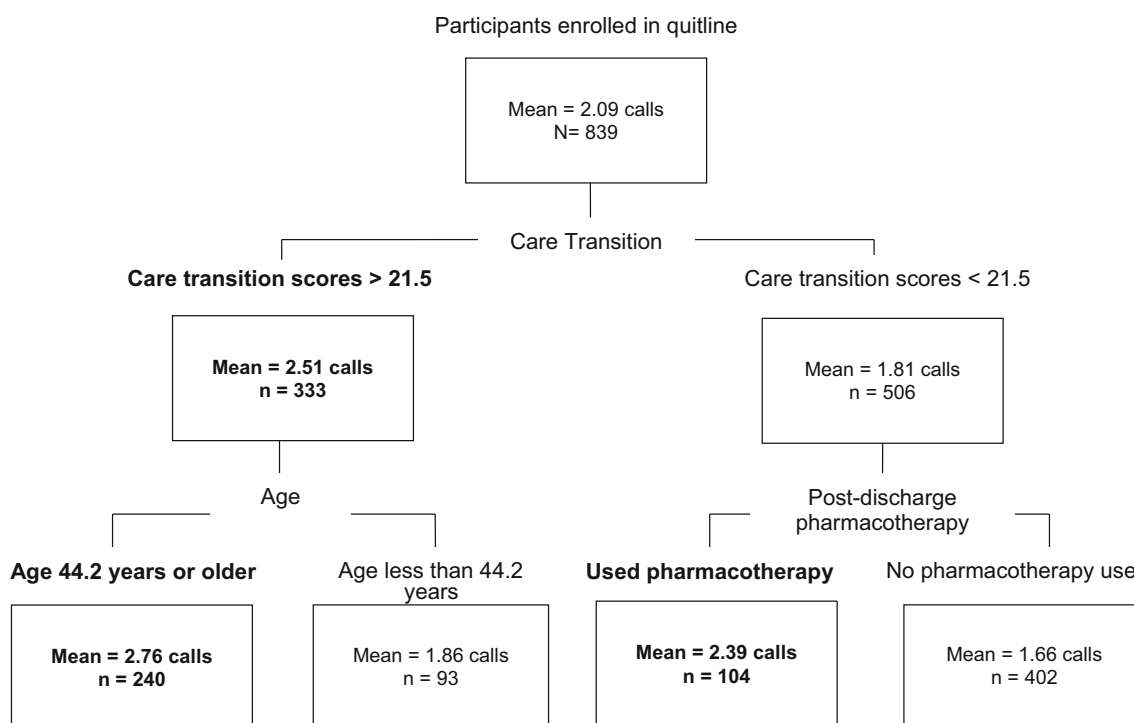 Participants enrolled in quitline
Mean = 2.09 calls
N= 839
Care Transition
Care transition scores > 21.5
Care transition scores < 21.5
Mean = 2.51 calls
n = 333
Mean = 1.81 calls
n = 506
Age
Post-discharge
pharmacotherapy
Age 44.2 years or older
Age less than 44.2
years
Used pharmacotherapy
No pharmacotherapy use
Mean = 2.76 calls
n = 240
Mean = 1.86 calls
n = 93
Mean = 2.39 calls
n = 104
Mean = 1.66 calls
n = 402